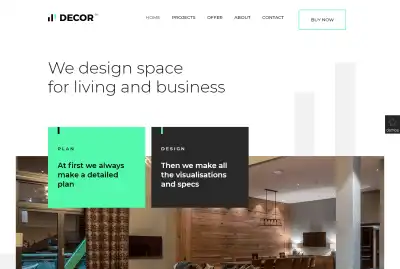 DECOR
HOME PROJECTS OFFER ABOUT CONTACT BUY NOW
We design space
for living and business
PLAN
At first we always
make a detailed
plan
DESIGN
Then we make all
the visualisations
and specs